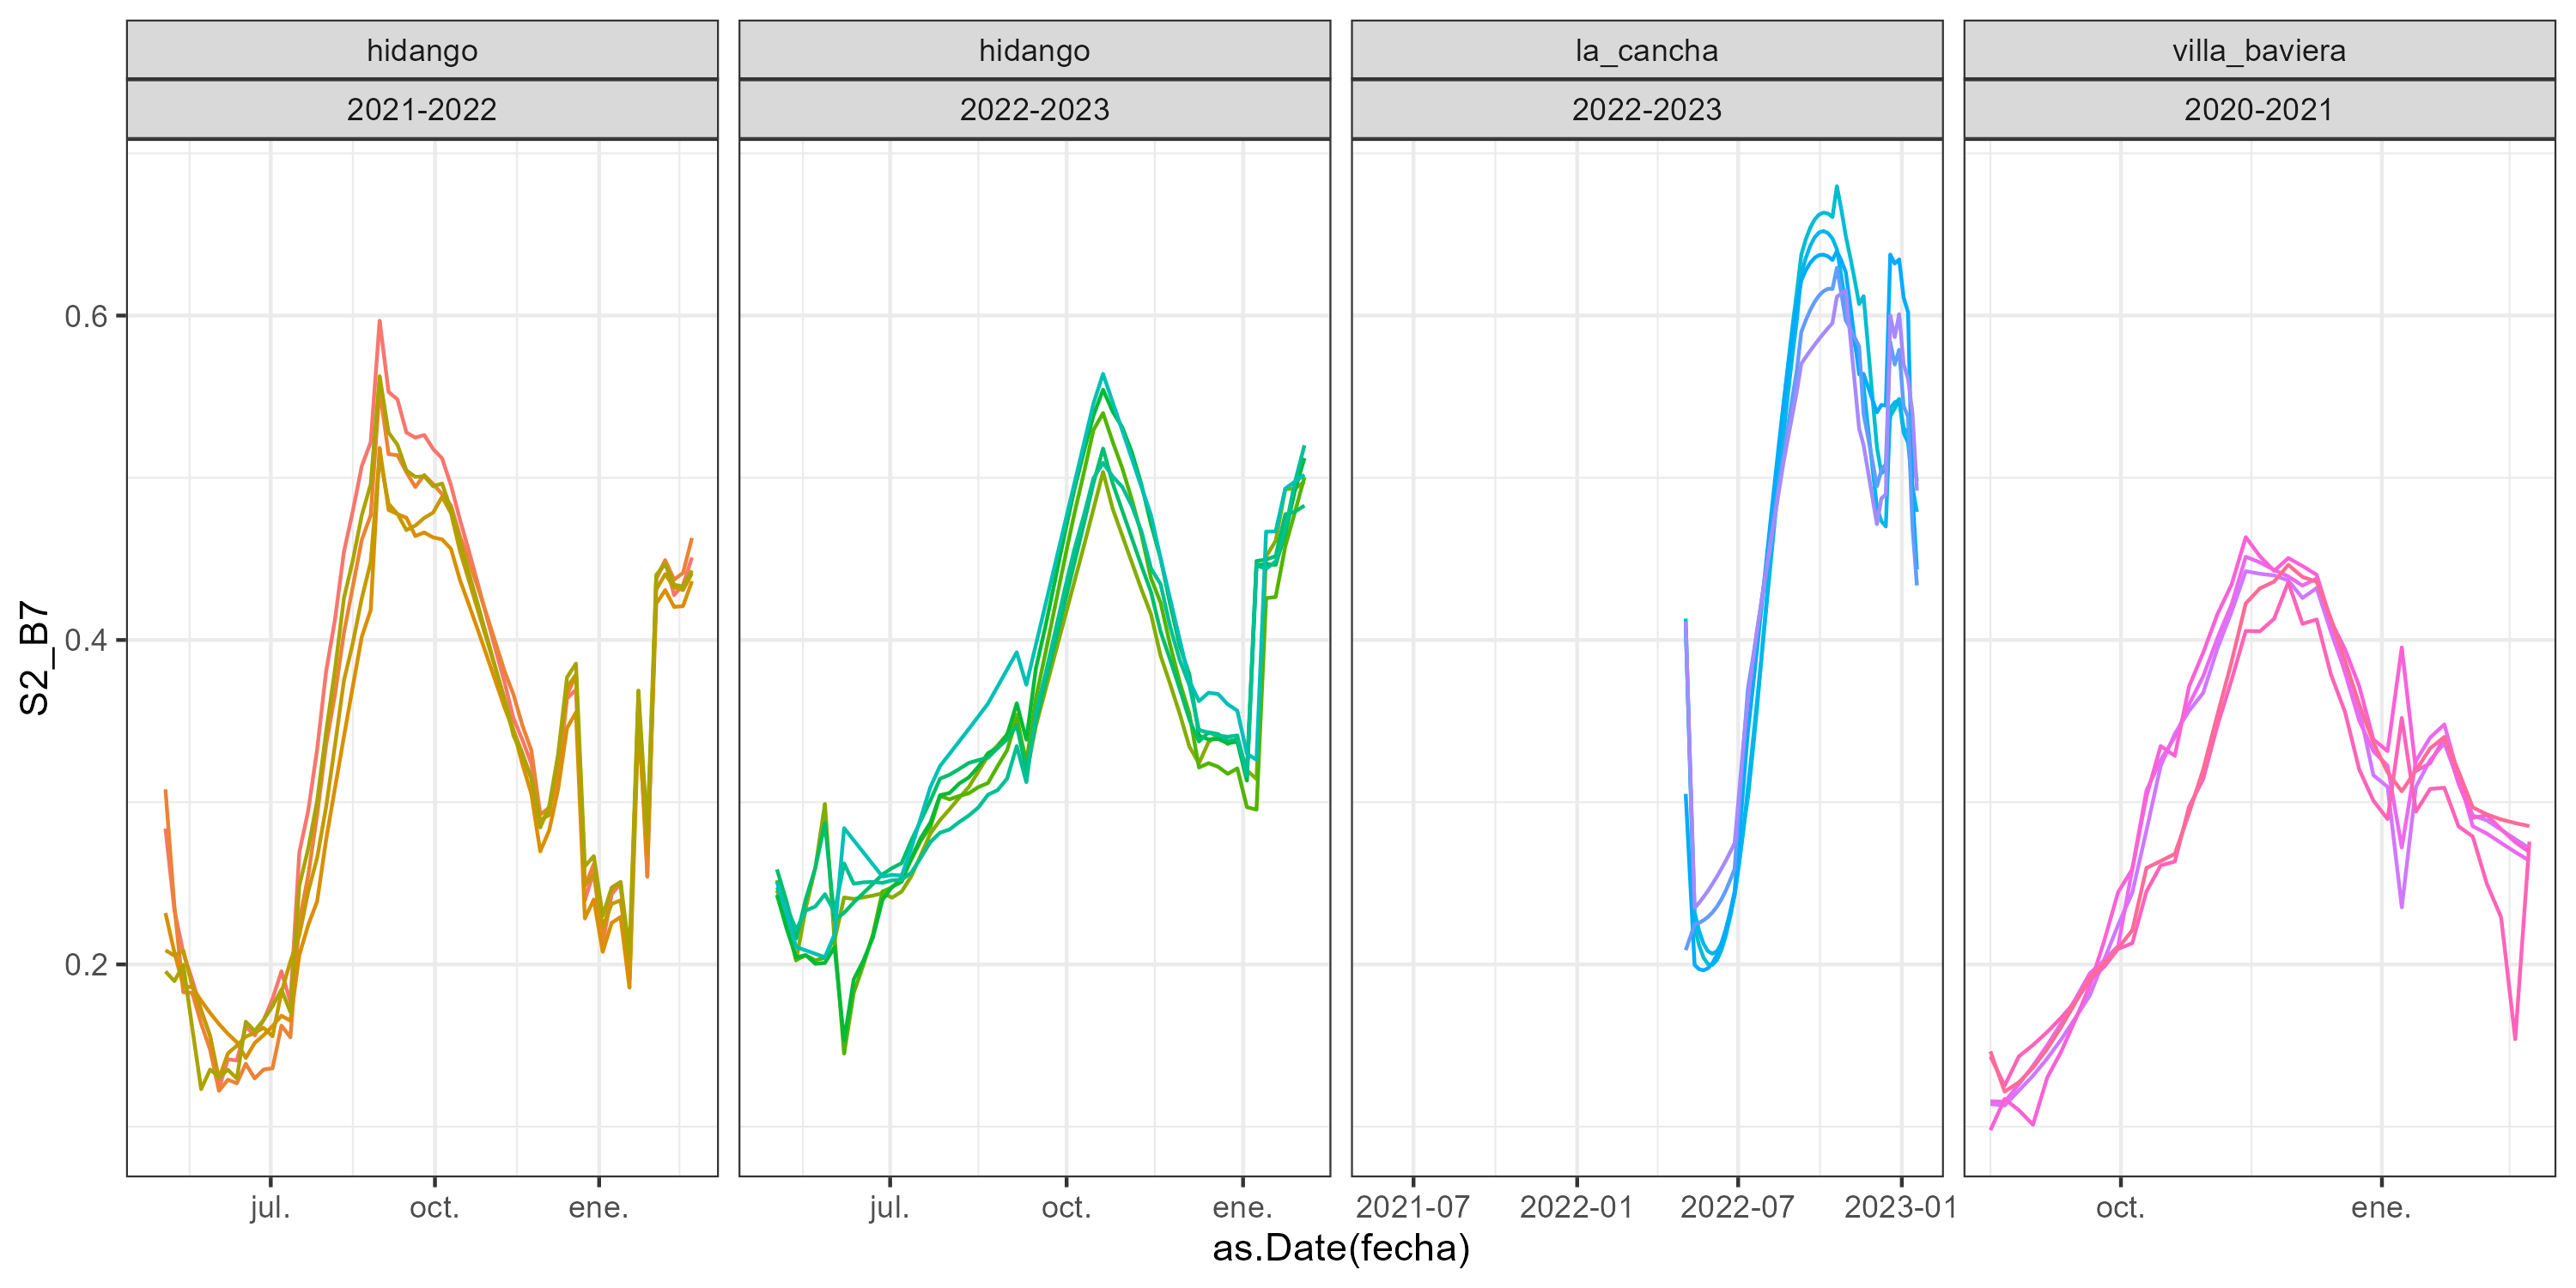 hidango
hidango
la_cancha
villa_baviera
2021-2022
2022-2023
2022-2023
2020-2021
S2_B7
0.6
0.4
0.2
jul.
oct.
ene.
jul.
oct.
ene.
2021-07
2022-01
2022-07
2023-01
oct.
ene.
as.Date(fecha)